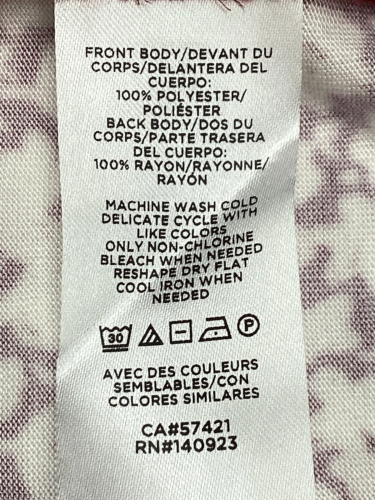 FRONT BODY/DEVANT DU
CORPS/DELANTERA DEL
CUERPO:
100% POLYESTER/
POLIÉSTER
BACK BODY/DOS DU
CORPS/PARTE TRASERA
DEL CUERPO:
100% RAYON/RAYONNE/
RAYÓN
MACHINE WASH COLD
DELICATE CYCLE WITH
LIKE COLORS
ONLY NON-CHLORINE
BLEACH WHEN NEEDED
RESHAPE DRY FLAT
COOL IRON WHEN
NEEDED
30 P
AVEC DES COULEURS
SEMBLABLES/CON
COLORES SIMILARES
CA#57421
RN#140923